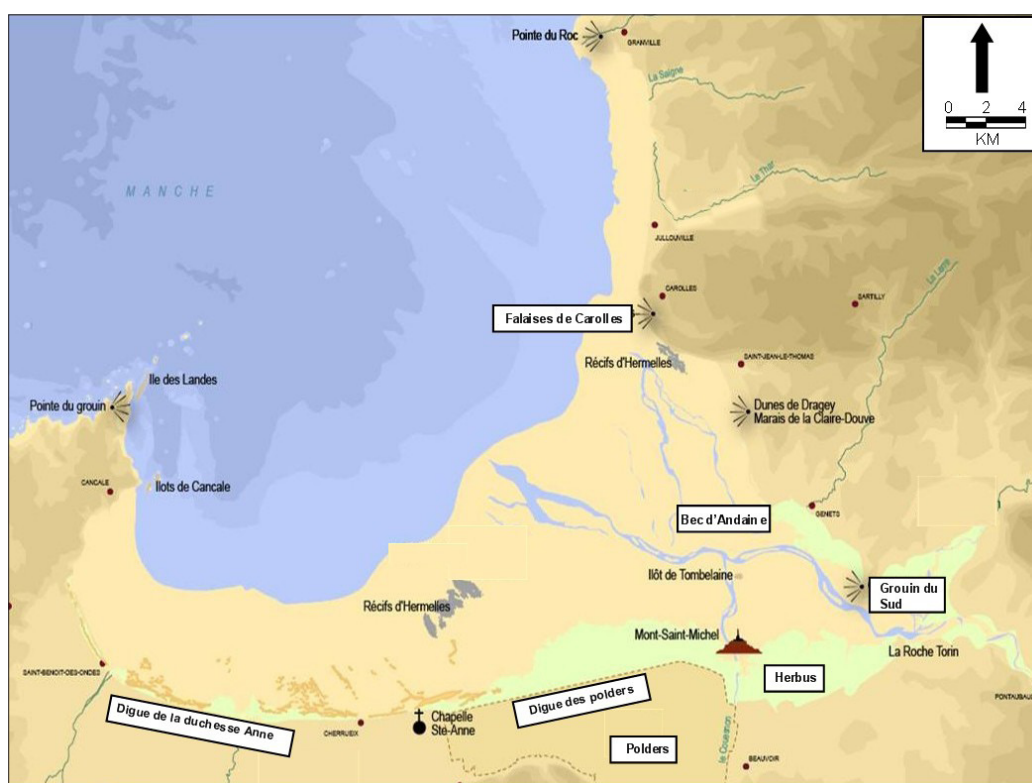 Pointe du Roc
GRANVILLE
La Saigne
0 2 4
KM
Le Thar
MANCHE
JULLOUVILLE
La Lerre
CAROLLES
SARTILLY
Falaises de Carolles
Récifs d'Hermelles
SAINT-JEAN-LE-THOMAS
Ile des Landes
Pointe du grouin
Dunes de Dragey
Marais de la Claire-Douve
CANCALE
Ilots de Cancale
Bec d'Andaine
GENETS
Ilôt de Tombelaine
Grouin du
Sud
Récifs d'Hermelles
Mont-Saint-Michel
La Roche Torin
SAINT-BENOIT-DES-ONDES
Herbus
PONTAUBAUL
Digue de la duchesse Anne
Digue des polders
CHERRUEIX
Chapelle
Ste-Anne
Polders
le Couesnon
BEAUVOIR